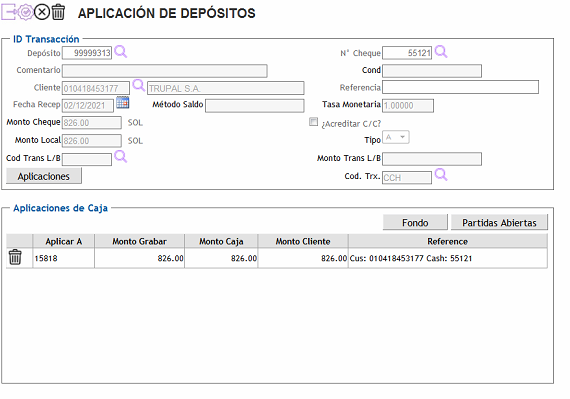 APLICACIÓN DE DEPÓSITOS
ID Transacción
Depósito 99999313 N° Cheque 55121
Comentario Cond
Cliente 010418453177 TRUPAL S.A. Referencia
Fecha Recep 02/12/2021 Método Saldo Tasa Monetaria 1.00000
Monto Cheque 826.00 SOL ¿Acreditar C/C?
Monto Local 826.00 SOL Tipo A
Cod Trans L/B Monto Trans L/B
Aplicaciones Cod. Trx. CCH
Aplicaciones de Caja
Fondo Partidas Abiertas
Aplicar A Monto Grabar Monto Caja Monto Cliente Reference
15818 826.00 826.00 826.00 Cus: 010418453177 Cash: 55121